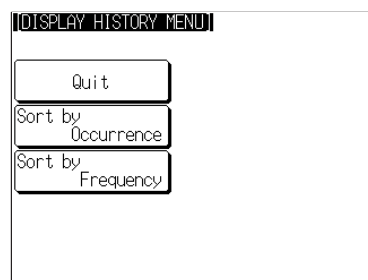 [DISPLAY HISTORY MENU]
Quit
Sort by
Occurrence
Sort by
Frequency